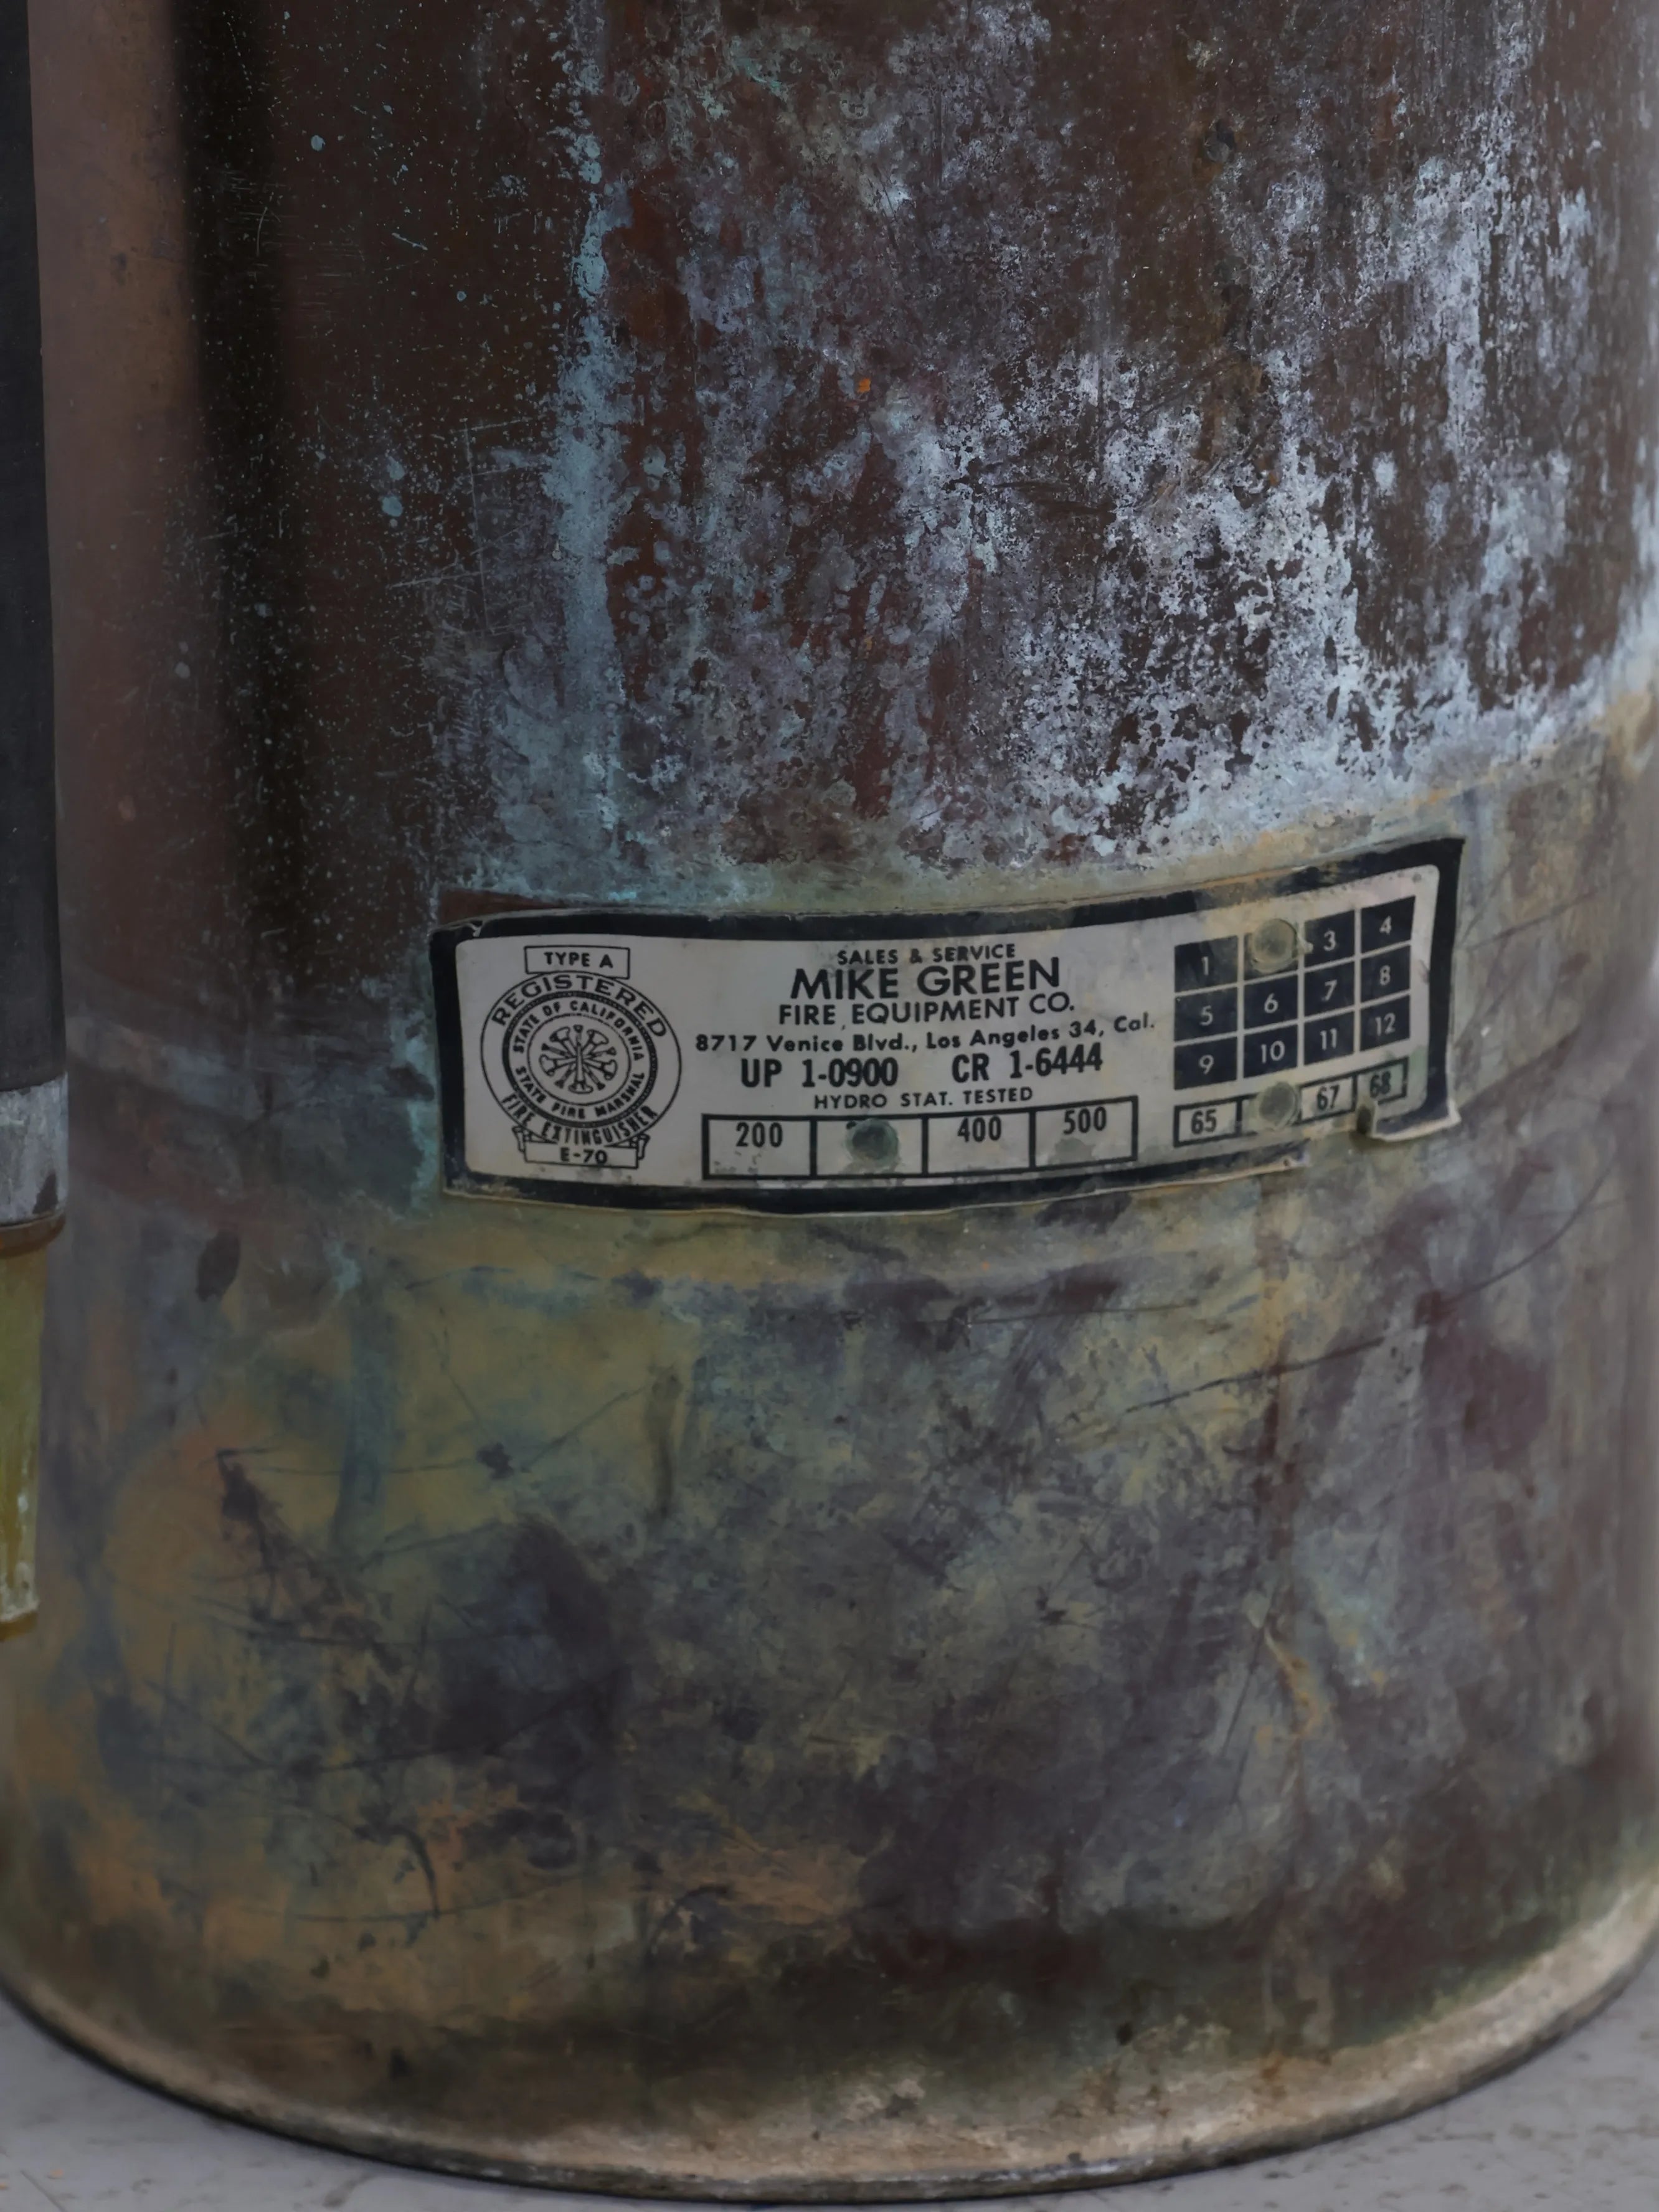 TYPE A
REGISTERED
STATE OF CALIFORNIA
STATE FIRE MARSHAL
FIRE EXTINGUISHER
E-70
SALES & SERVICE
MIKE GREEN
FIRE EQUIPMENT CO.
8717 Venice Blvd., Los Angeles 34, Cal.
UP 1-0900 CR 1-6444
HYDRO STAT. TESTED
200 400 500
1 3 4
5 6 7 8
9 10 11 12
65 67 68